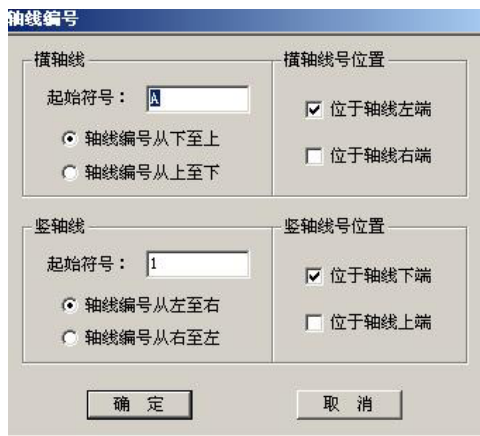 轴线编号
横轴线
横轴线号位置
起始符号： A
位于轴线左端
轴线编号从下至上
位于轴线右端
轴线编号从上至下
竖轴线
竖轴线号位置
起始符号： 1
位于轴线下端
轴线编号从左至右
位于轴线上端
轴线编号从右至左
确 定
取 消